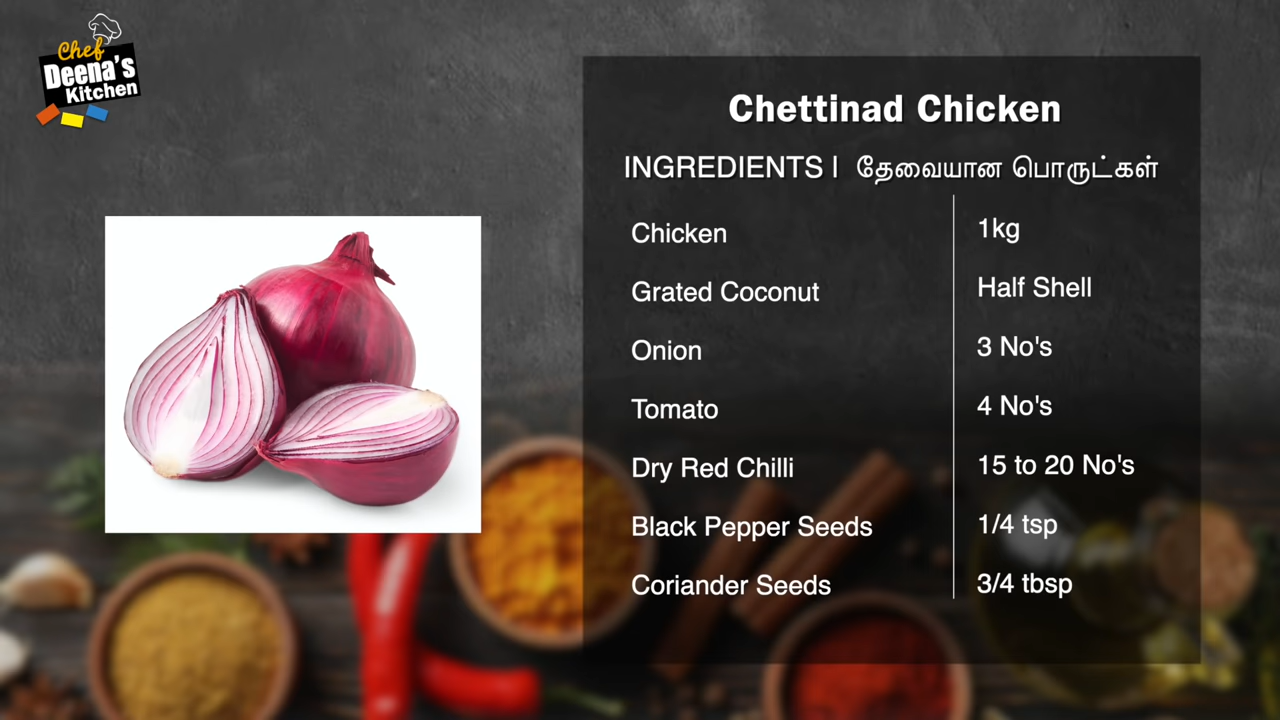 Chef
Deena's
Kitchen
Chettinad Chicken
INGREDIENTS | தேவையான பொருட்கள்
Chicken 1kg
Grated Coconut Half Shell
Onion 3 No's
Tomato 4 No's
Dry Red Chilli 15 to 20 No's
Black Pepper Seeds 1/4 tsp
Coriander Seeds 3/4 tbsp